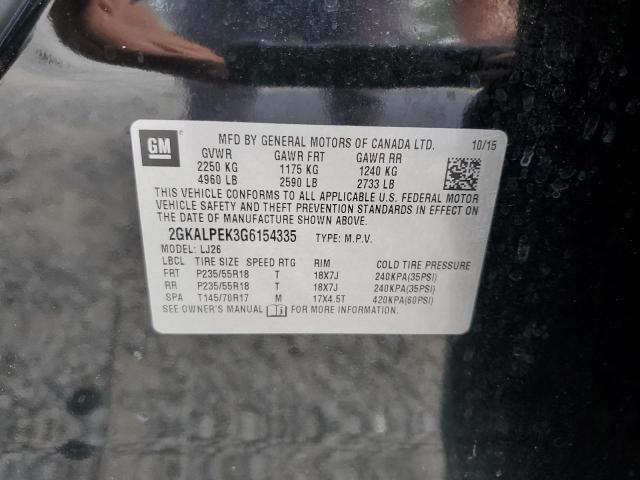 GM
MFD BY GENERAL MOTORS OF CANADA LTD. 10/15
GVWR GAWR FRT GAWR RR
2250 KG 1175 KG 1240 KG
4960 LB 2590 LB 2733 LB
THIS VEHICLE CONFORMS TO ALL APPLICABLE U.S. FEDERAL MOTOR
VEHICLE SAFETY AND THEFT PREVENTION STANDARDS IN EFFECT ON
THE DATE OF MANUFACTURE SHOWN ABOVE.
2GKALPEK3G6154335 TYPE: M.P.V.
MODEL: LJ26
LBCL TIRE SIZE SPEED RTG RIM COLD TIRE PRESSURE
FRT P235/55R18 T 18X7J 240KPA(35PSI)
RR P235/55R18 T 18X7J 240KPA(35PSI)
SPA T145/70R17 M 17X4.5T 420KPA(60PSI)
SEE OWNER'S MANUAL FOR MORE INFORMATION.